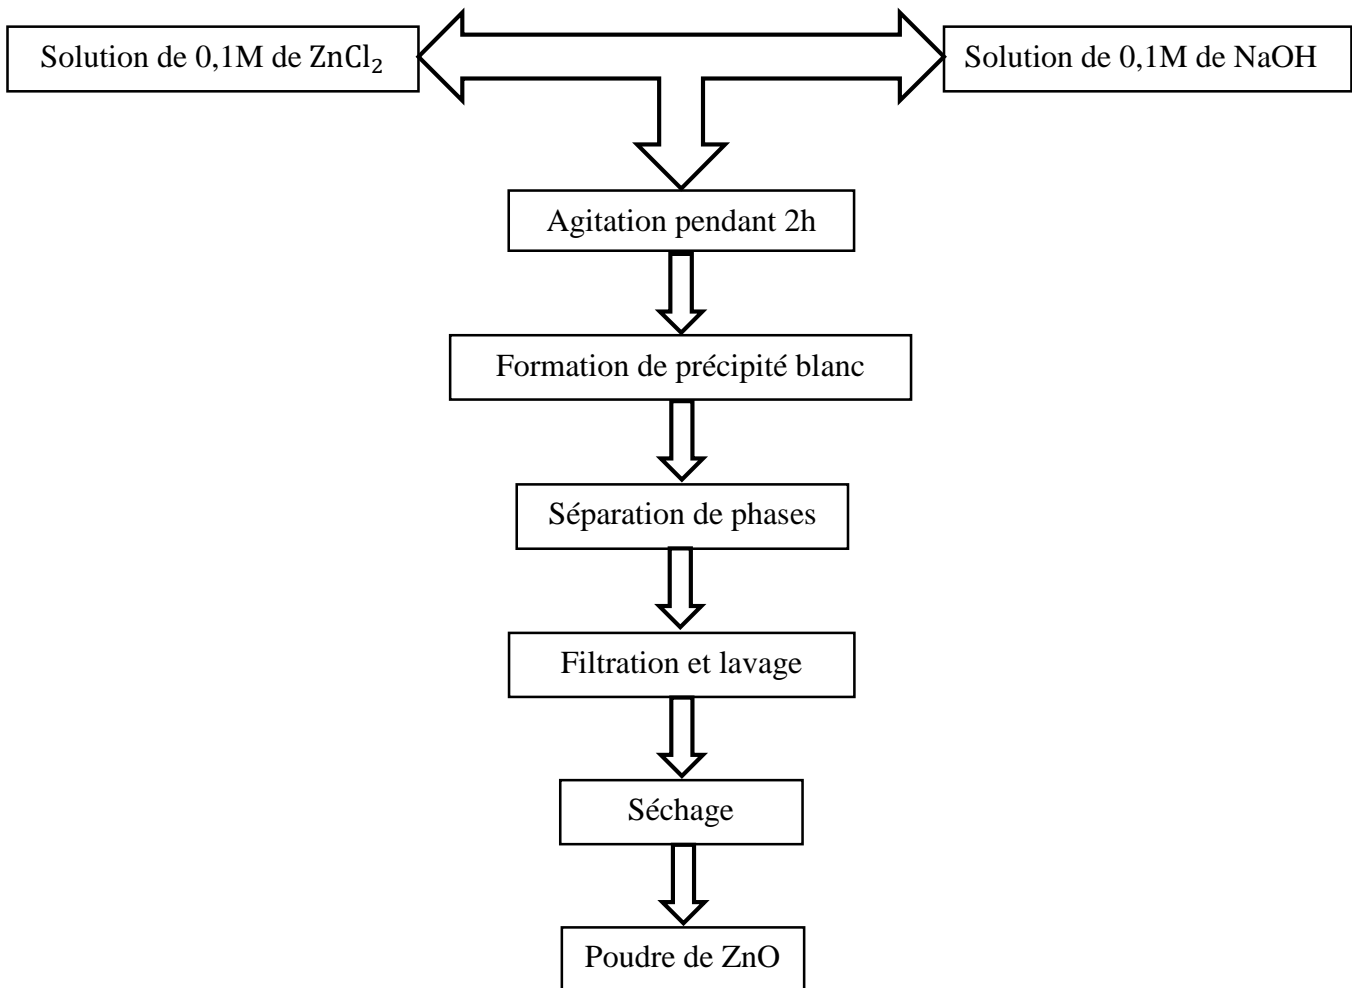 Solution de 0,1M de ZnCl₂
Solution de 0,1M de NaOH
Agitation pendant 2h
Formation de précipité blanc
Séparation de phases
Filtration et lavage
Séchage
Poudre de ZnO